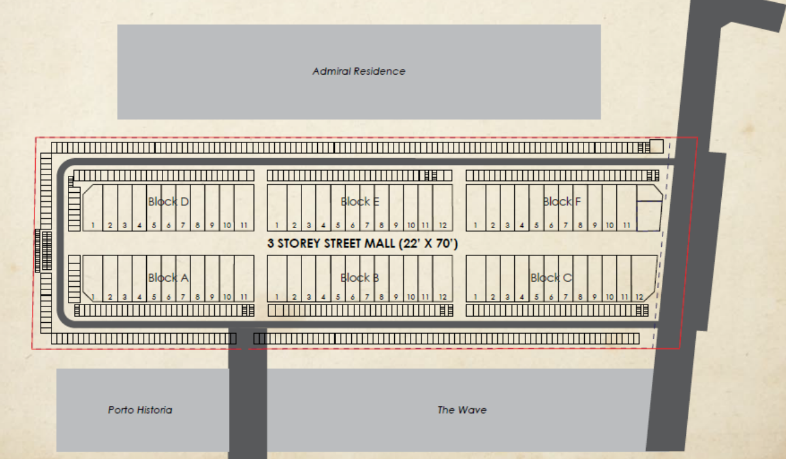 Admiral Residence
Block D Block E Block F
1 2 3 4 5 6 7 8 9 10 11 1 2 3 4 5 6 7 8 9 10 11 12 1 2 3 4 5 6 7 8 9 10 11
3 STOREY STREET MALL (22' X 70')
Block A Block B Block C
1 2 3 4 5 6 7 8 9 10 11 1 2 3 4 5 6 7 8 9 10 11 12 1 2 3 4 5 6 7 8 9 10 11 12
Porto Historia The Wave